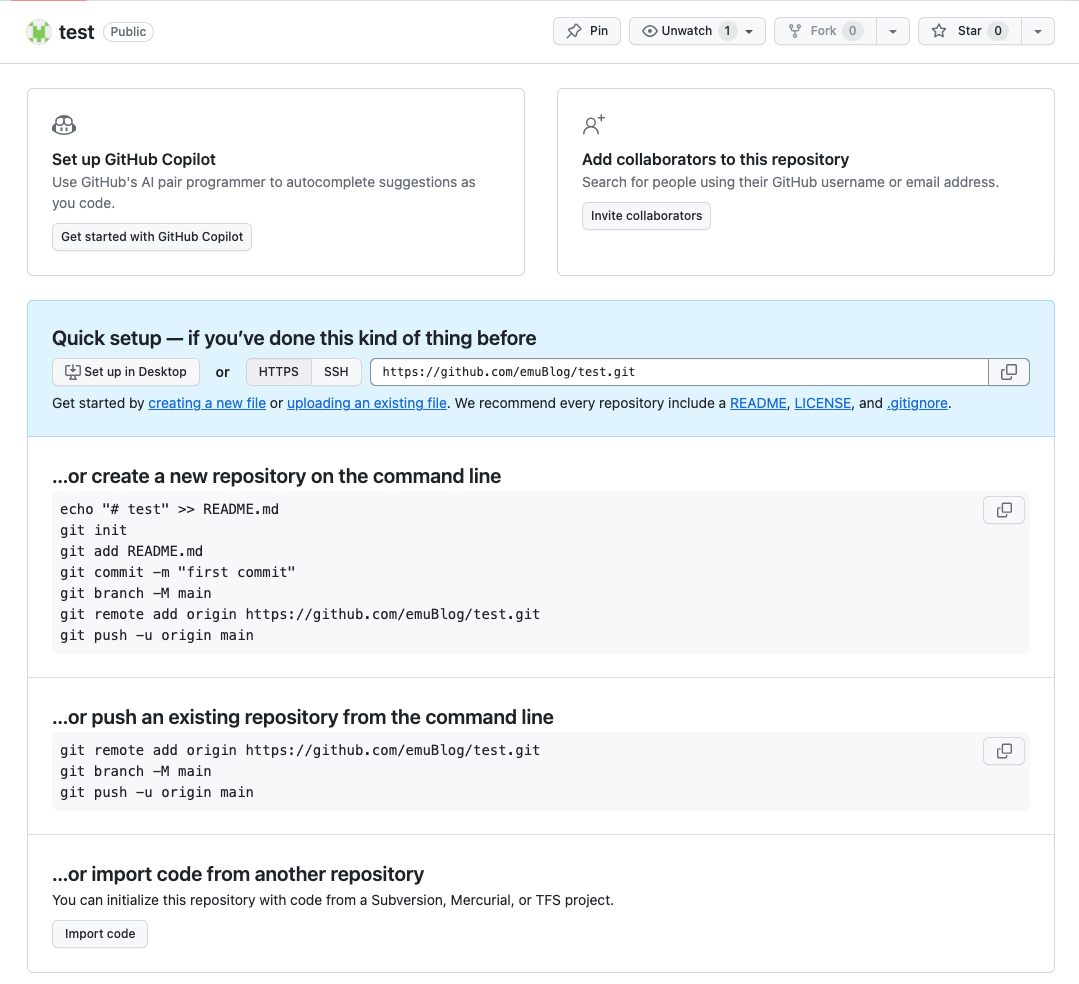 test Public Pin Unwatch 1 Fork 0 Star 0
Set up GitHub Copilot
Use GitHub's AI pair programmer to autocomplete suggestions as
you code.
Get started with GitHub Copilot
Add collaborators to this repository
Search for people using their GitHub username or email address.
Invite collaborators
Quick setup — if you’ve done this kind of thing before
Set up in Desktop or HTTPS SSH https://github.com/emuBlog/test.git
Get started by creating a new file or uploading an existing file. We recommend every repository include a README, LICENSE, and .gitignore.
…or create a new repository on the command line
echo "# test" >> README.md
git init
git add README.md
git commit -m "first commit"
git branch -M main
git remote add origin https://github.com/emuBlog/test.git
git push -u origin main
…or push an existing repository from the command line
git remote add origin https://github.com/emuBlog/test.git
git branch -M main
git push -u origin main
…or import code from another repository
You can initialize this repository with code from a Subversion, Mercurial, or TFS project.
Import code